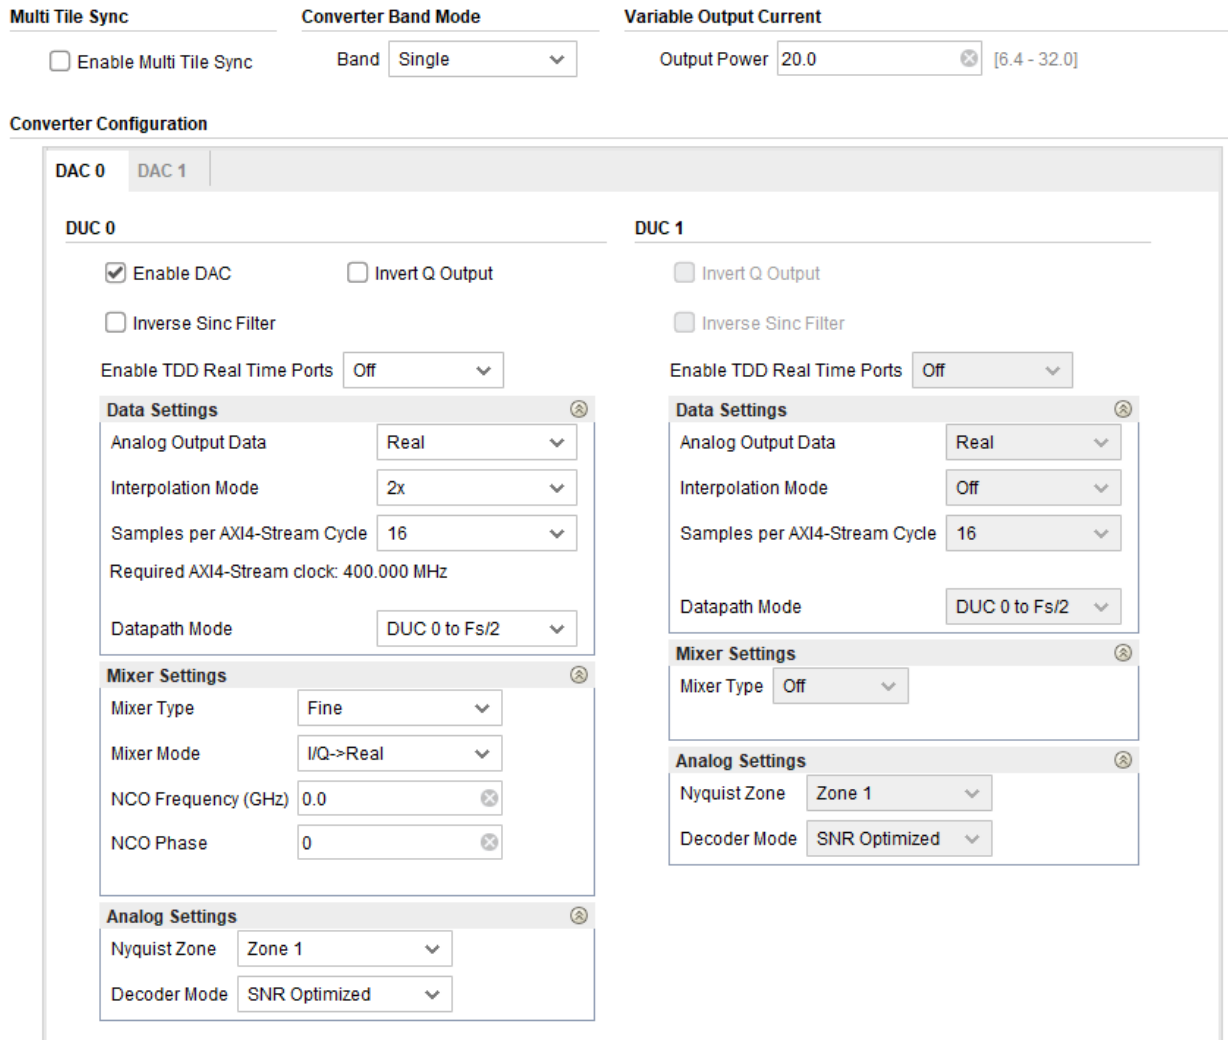 Multi Tile Sync
Converter Band Mode
Variable Output Current
Enable Multi Tile Sync
Band Single
Output Power 20.0 [6.4 - 32.0]
Converter Configuration
DAC 0 DAC 1
DUC 0
Enable DAC Invert Q Output
Inverse Sinc Filter
Enable TDD Real Time Ports Off
Data Settings
Analog Output Data Real
Interpolation Mode 2x
Samples per AXI4-Stream Cycle 16
Required AXI4-Stream clock: 400.000 MHz
Datapath Mode DUC 0 to Fs/2
Mixer Settings
Mixer Type Fine
Mixer Mode I/Q->Real
NCO Frequency (GHz) 0.0
NCO Phase 0
Analog Settings
Nyquist Zone Zone 1
Decoder Mode SNR Optimized
DUC 1
Invert Q Output
Inverse Sinc Filter
Enable TDD Real Time Ports Off
Data Settings
Analog Output Data Real
Interpolation Mode Off
Samples per AXI4-Stream Cycle 16
Datapath Mode DUC 0 to Fs/2
Mixer Settings
Mixer Type Off
Analog Settings
Nyquist Zone Zone 1
Decoder Mode SNR Optimized